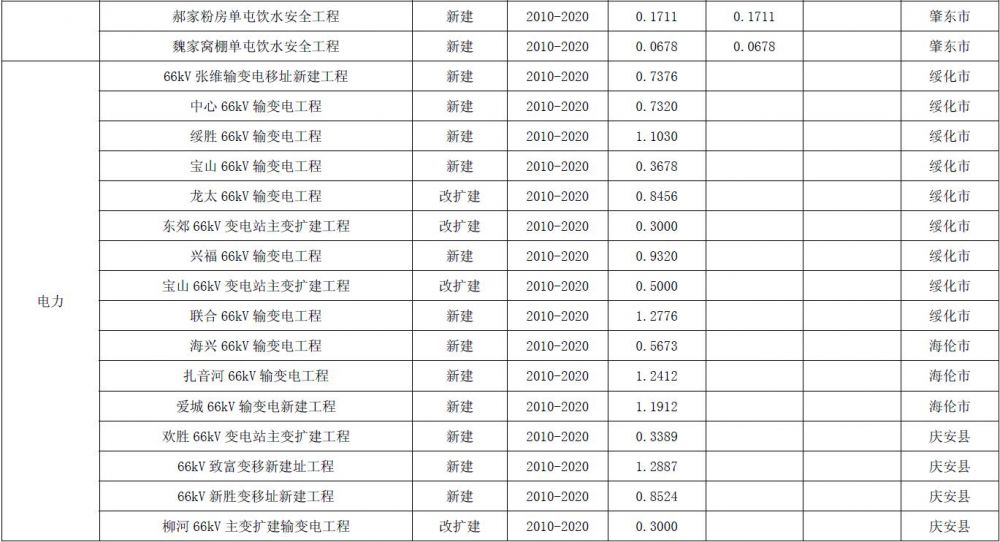 郝家粉房单屯饮水安全工程 新建 2010-2020 0.1711 0.1711 肇东市
魏家窝棚单屯饮水安全工程 新建 2010-2020 0.0678 0.0678 肇东市
电力
66kV 张维输变电移址新建工程 新建 2010-2020 0.7376 绥化市
中心 66kV 输变电工程 新建 2010-2020 0.7320 绥化市
绥胜 66kV 输变电工程 新建 2010-2020 1.1030 绥化市
宝山 66kV 输变电工程 新建 2010-2020 0.3678 绥化市
龙太 66kV 输变电工程 改扩建 2010-2020 0.8456 绥化市
东郊 66kV 变电站主变扩建工程 改扩建 2010-2020 0.3000 绥化市
兴福 66kV 输变电工程 新建 2010-2020 0.9320 绥化市
宝山 66kV 变电站主变扩建工程 改扩建 2010-2020 0.5000 绥化市
联合 66kV 输变电工程 新建 2010-2020 1.2776 绥化市
海兴 66kV 输变电工程 新建 2010-2020 0.5673 海伦市
扎音河 66kV 输变电工程 新建 2010-2020 1.2412 海伦市
爱城 66kV 输变电新建工程 新建 2010-2020 1.1912 海伦市
欢胜 66kV 变电站主变扩建工程 新建 2010-2020 0.3389 庆安县
66kV 致富变移新建址工程 新建 2010-2020 1.2887 庆安县
66kV 新胜变移址新建工程 新建 2010-2020 0.8524 庆安县
柳河 66kV 主变扩建输变电工程 改扩建 2010-2020 0.3000 庆安县